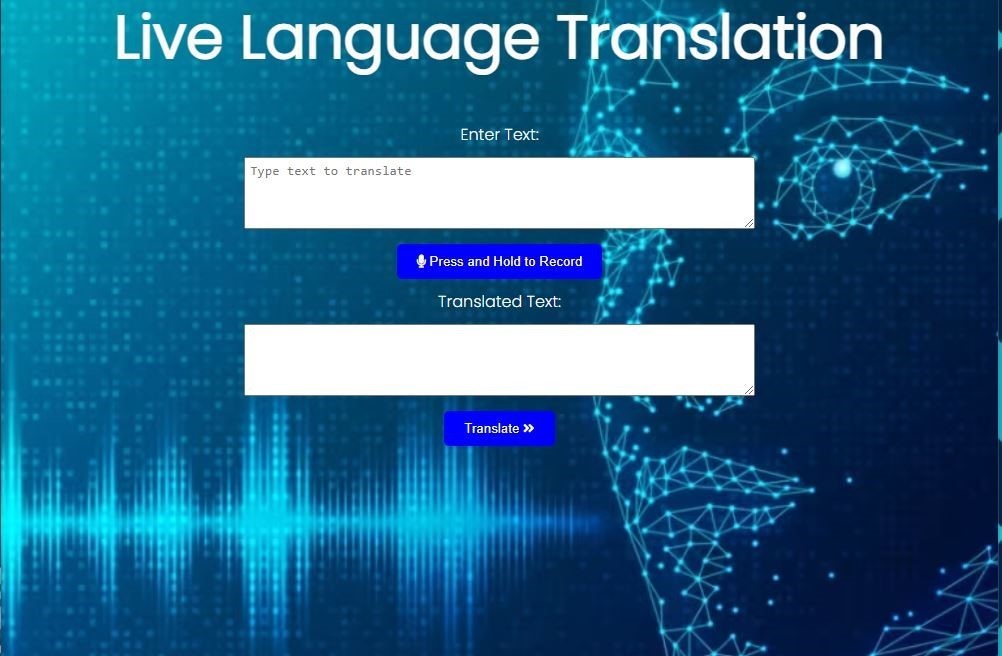 Live Language Translation
Enter Text:
Type text to translate
Press and Hold to Record
Translated Text:
Translate